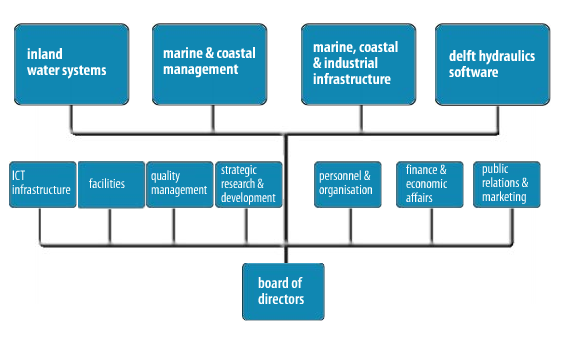 inland
water systems
marine & coastal
management
marine, coastal
& industrial
infrastructure
delft hydraulics
software
ICT
infrastructure
facilities
quality
management
strategic
research &
development
personnel &
organisation
finance &
economic
affairs
public
relations &
marketing
board of
directors